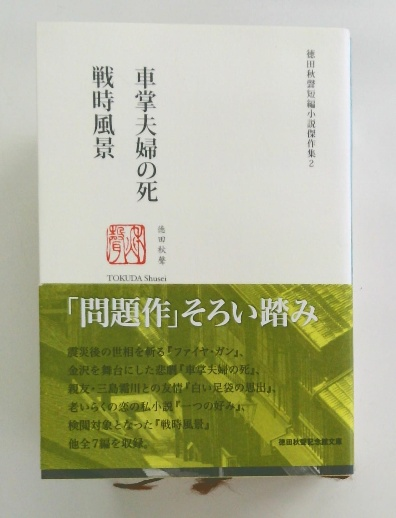 徳田秋聲短編小説傑作集2
車掌夫婦の死
戦時風景
徳田秋聲
秋聲
TOKUDA Shusei
「問題作」そろい踏み
震災後の世相を斬る『ファイヤ・ガン』、
金沢を舞台にした悲劇『車掌夫婦の死』、
親友・三島霜川との友情『白い足袋の思出』、
老いらくの恋の私小説『一つの好み』、
検閲対象となった『戦時風景』
他全7編を収録。
徳田秋聲記念館文庫